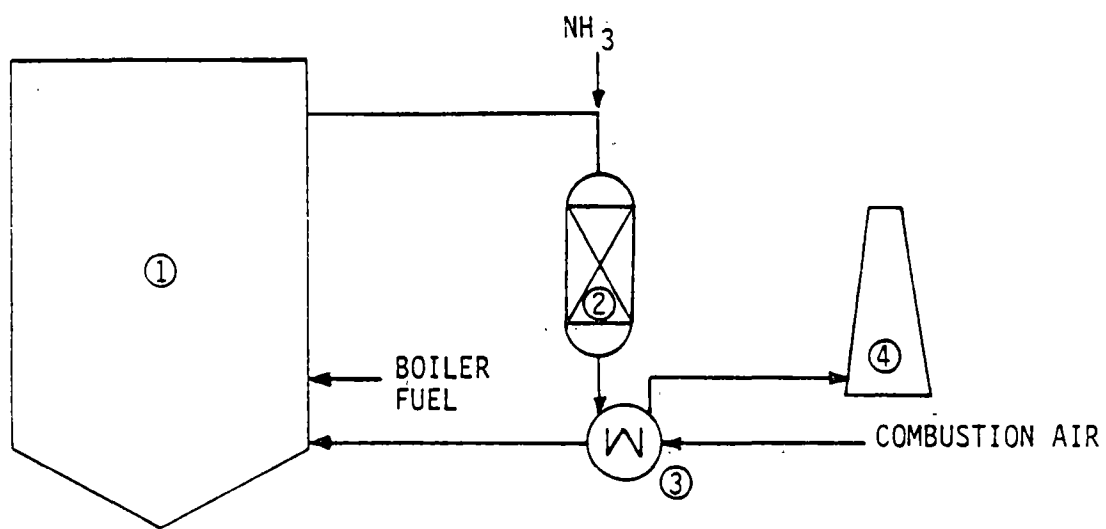 NH3
①
②
④
BOILER
FUEL
COMBUSTION AIR
③